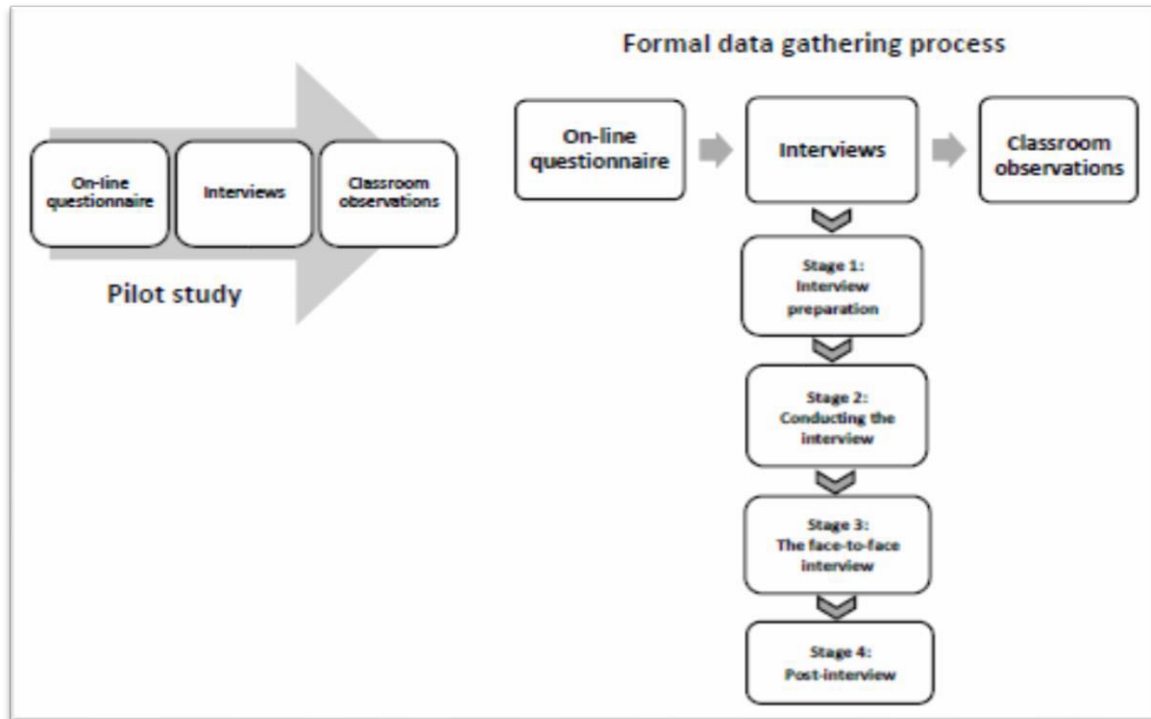 Formal data gathering process
On-line
questionnaire
Interviews
Classroom
observations
Pilot study
On-line
questionnaire
Interviews
Classroom
observations
Stage 1:
Interview
preparation
Stage 2:
Conducting the
interview
Stage 3:
The face-to-face
interview
Stage 4:
Post-interview